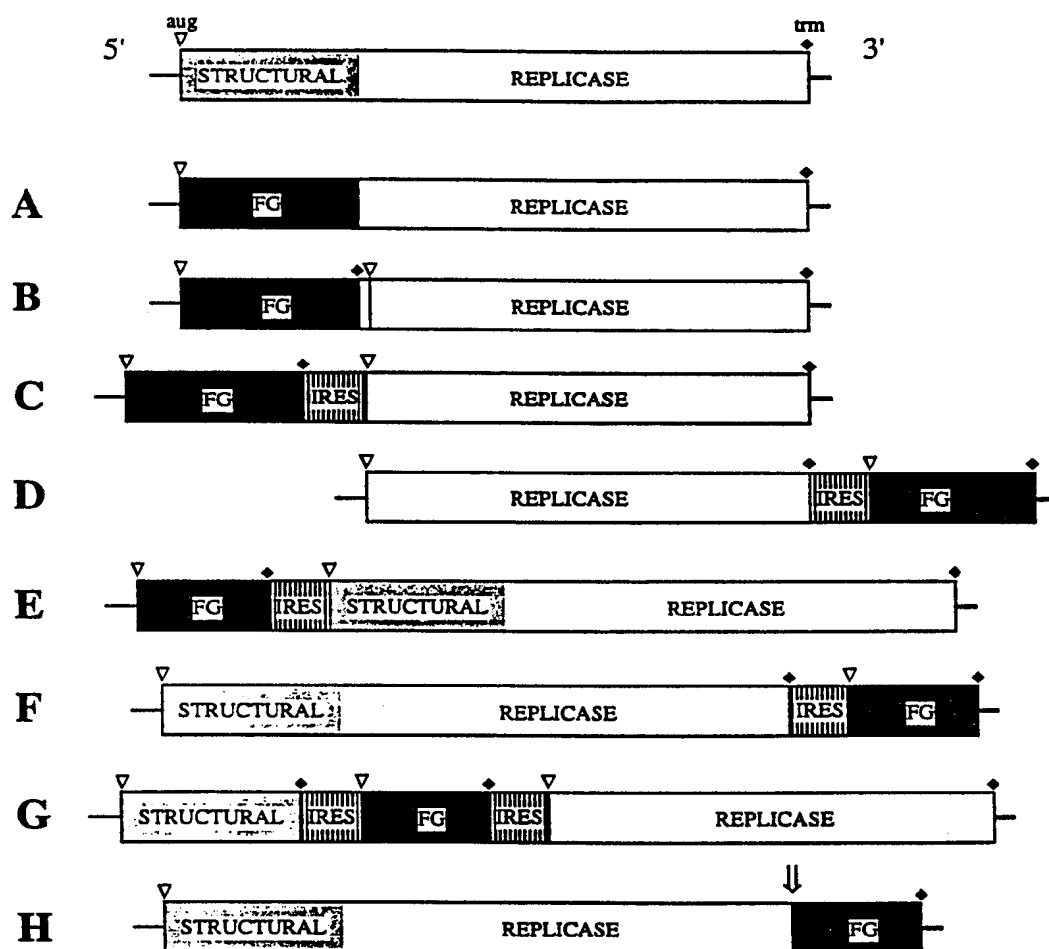 aug trm
5' 3'
STRUCTURAL REPLICASE
A FG REPLICASE
B FG REPLICASE
C FG IRES REPLICASE
D REPLICASE IRES FG
E FG IRES STRUCTURAL REPLICASE
F STRUCTURAL REPLICASE IRES FG
G STRUCTURAL IRES FG IRES REPLICASE
H STRUCTURAL REPLICASE FG